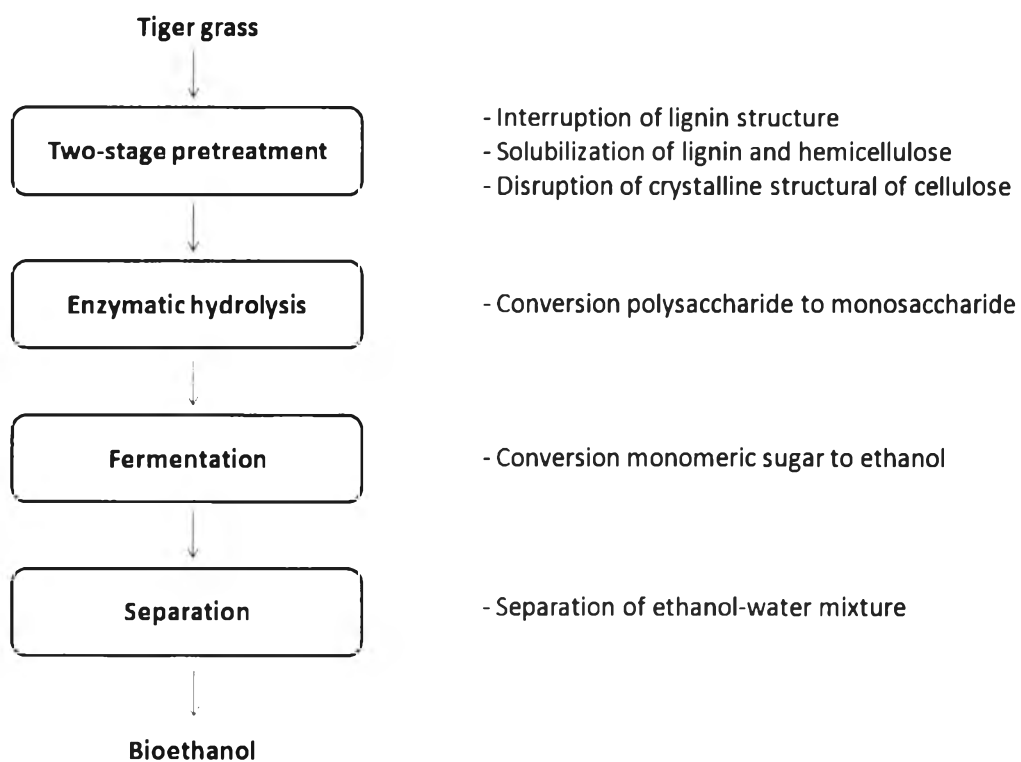 Tiger grass
Two-stage pretreatment
- Interruption of lignin structure
- Solubilization of lignin and hemicellulose
- Disruption of crystalline structural of cellulose
Enzymatic hydrolysis
- Conversion polysaccharide to monosaccharide
Fermentation
- Conversion monomeric sugar to ethanol
Separation
- Separation of ethanol-water mixture
Bioethanol